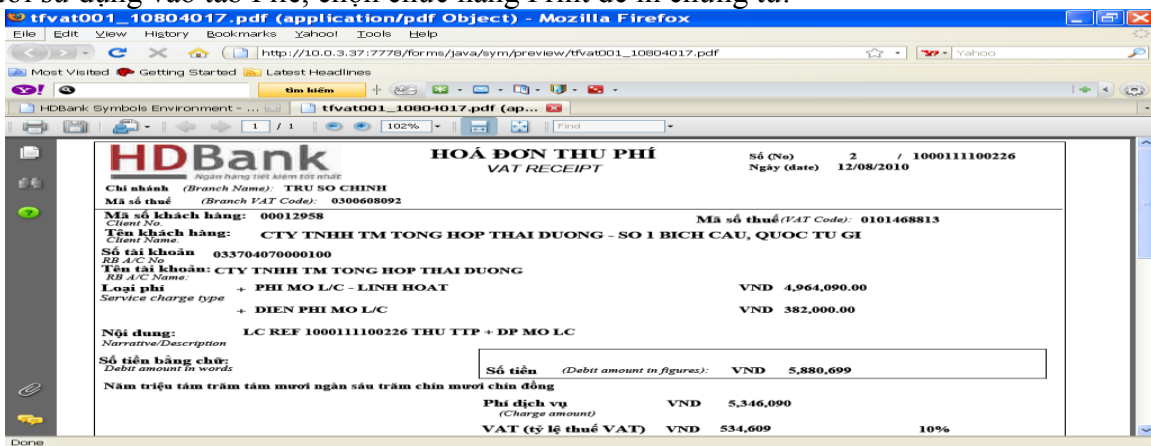 tfvat001_10804017.pdf (application/pdf Object) - Mozilla Firefox
File Edit View History Bookmarks Yahoo! Tools Help
http://10.0.3.37:7778/forms/java/sym/preview/tfvat001_10804017.pdf Yahoo
Most Visited Getting Started Latest Headlines
tìm kiếm
HDBank Symbols Environment - ... tfvat001_10804017.pdf (ap...
1 / 1 102% Find
HDBank HOÁ ĐƠN THU PHÍ Số (No) 2 / 1000111100226
Ngân hàng tiết kiệm tốt nhất VAT RECEIPT Ngày (date) 12/08/2010
Chi nhánh (Branch Name): TRU SO CHINH
Mã số thuế (Branch VAT Code): 0300608092
Mã số khách hàng: 00012958 Mã số thuế (VAT Code): 0101468813
Client No.
Tên khách hàng: CTY TNHH TM TONG HOP THAI DUONG - SO 1 BICH CAU, QUOC TU GI
Client Name.
Số tài khoản 033704070000100
RB A/C No
Tên tài khoản: CTY TNHH TM TONG HOP THAI DUONG
RB A/C Name:
Loại phí + PHI MO L/C - LINH HOAT VND 4,964,090.00
Service charge type
+ DIEN PHI MO L/C VND 382,000.00
Nội dung: LC REF 1000111100226 THU TTP + DP MO LC
Narrative/Description
Số tiền bằng chữ:
Debit amount in words
Số tiền (Debit amount in figures): VND 5,880,699
Năm triệu tám trăm tám mươi ngàn sáu trăm chín mươi chín đồng
Phí dịch vụ VND 5,346,090
(Charge amount)
VAT (tỷ lệ thuế VAT) VND 534,609 10%
Done